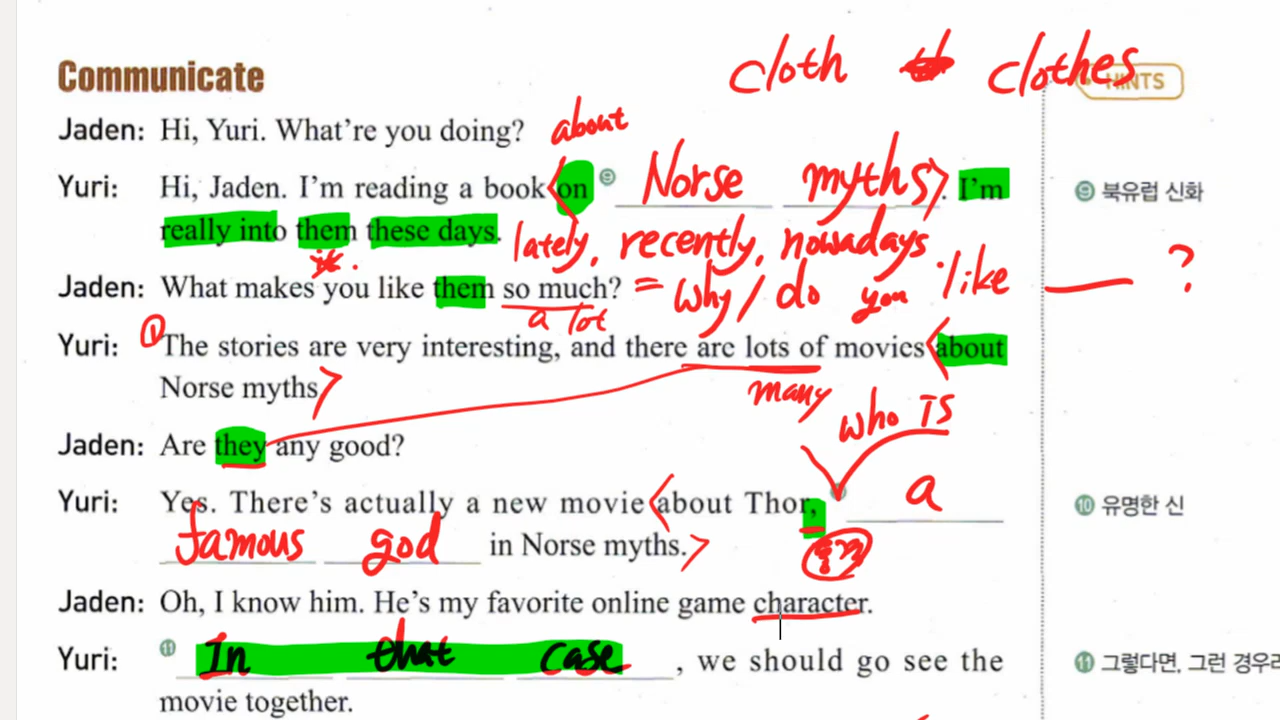 cloth clothes
Communicate
HINTS
Jaden: Hi, Yuri. What're you doing?
about
Yuri: Hi, Jaden. I'm reading a book on ⑨ Norse myths. I'm
⑨ 북유럽 신화
really into them these days. lately, recently, nowadays
it.
Jaden: What makes you like them so much? = why / do you like ____ ?
a lot
Yuri: ① The stories are very interesting, and there are lots of movies about
Norse myths
many
who is
Jaden: Are they any good?
Yuri: Yes. There's actually a new movie about Thor, a
⑩ 유명한 신
famous god in Norse myths.
동격
Jaden: Oh, I know him. He's my favorite online game character.
Yuri: ⑪ In that case, we should go see the
⑪ 그렇다면, 그런 경우라
movie together.